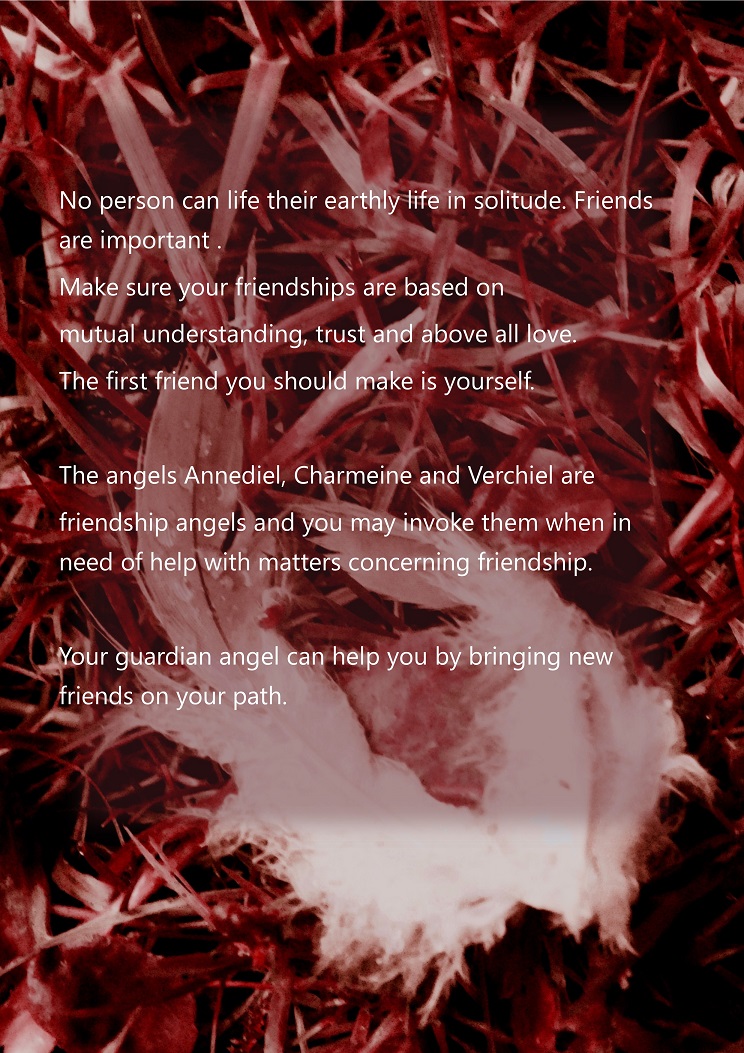 No person can life their earthly life in solitude. Friends
are important .
Make sure your friendships are based on
mutual understanding, trust and above all love.
The first friend you should make is yourself.
The angels Annediel, Charmeine and Verchiel are
friendship angels and you may invoke them when in
need of help with matters concerning friendship.
Your guardian angel can help you by bringing new
friends on your path.